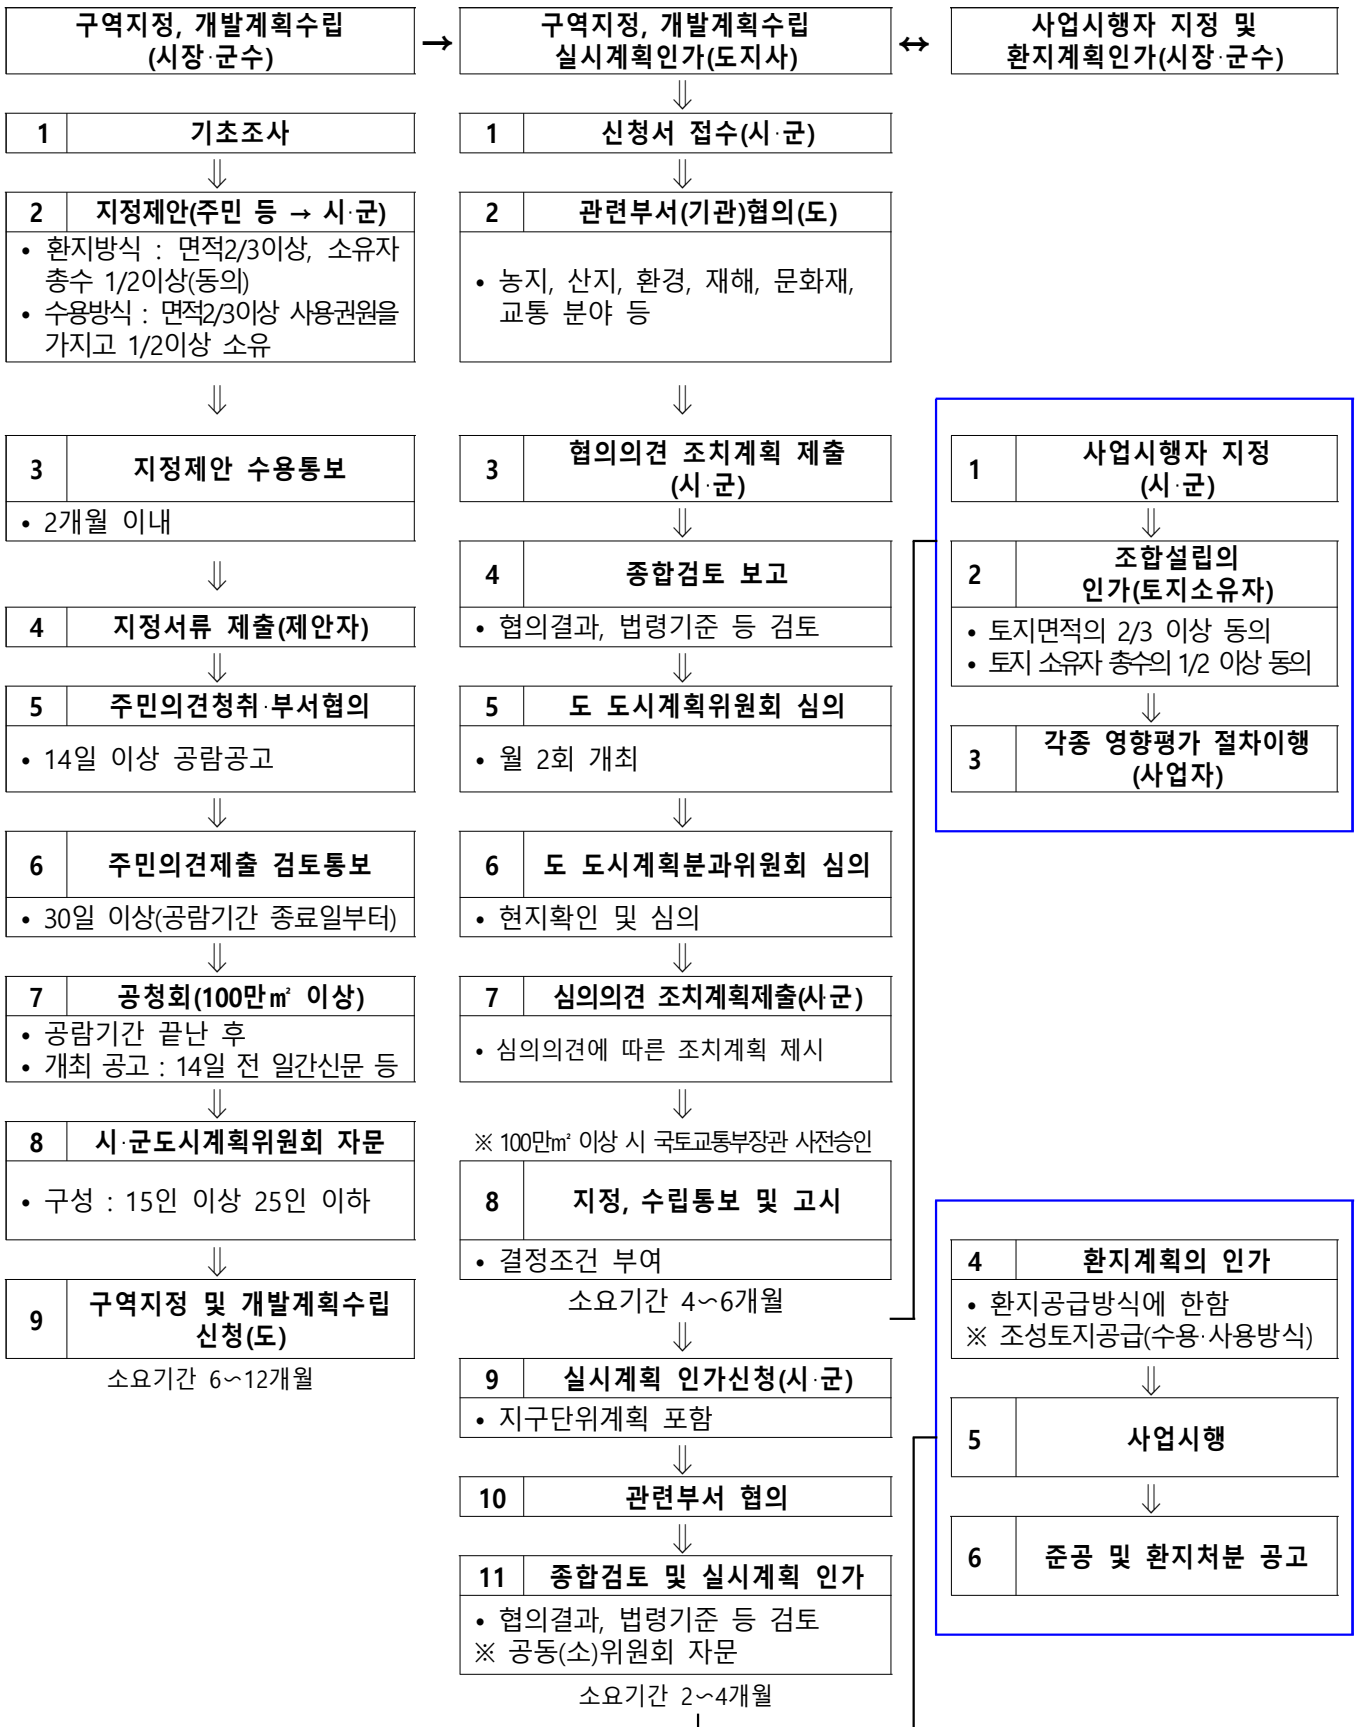 구역지정, 개발계획수립
(시장·군수)
→
구역지정, 개발계획수립
실시계획인가(도지사)
↔
사업시행자 지정 및
환지계획인가(시장·군수)
1 기초조사
⇓
2 지정제안(주민 등 → 시·군)
• 환지방식 : 면적2/3이상, 소유자
총수 1/2이상(동의)
• 수용방식 : 면적2/3이상 사용권원을
가지고 1/2이상 소유
⇓
3 지정제안 수용통보
• 2개월 이내
⇓
4 지정서류 제출(제안자)
⇓
5 주민의견청취·부서협의
• 14일 이상 공람공고
⇓
6 주민의견제출 검토통보
• 30일 이상(공람기간 종료일부터)
⇓
7 공청회(100만㎡ 이상)
• 공람기간 끝난 후
• 개최 공고 : 14일 전 일간신문 등
⇓
8 시·군도시계획위원회 자문
• 구성 : 15인 이상 25인 이하
⇓
9 구역지정 및 개발계획수립
신청(도)
소요기간 6∽12개월
⇓
1 신청서 접수(시·군)
⇓
2 관련부서(기관)협의(도)
• 농지, 산지, 환경, 재해, 문화재,
교통 분야 등
⇓
3 협의의견 조치계획 제출
(시·군)
⇓
4 종합검토 보고
• 협의결과, 법령기준 등 검토
⇓
5 도 도시계획위원회 심의
• 월 2회 개최
⇓
6 도 도시계획분과위원회 심의
• 현지확인 및 심의
⇓
7 심의의견 조치계획제출(시·군)
• 심의의견에 따른 조치계획 제시
⇓
※ 100만㎡ 이상 시 국토교통부장관 사전승인
8 지정, 수립통보 및 고시
• 결정조건 부여
소요기간 4∽6개월
⇓
9 실시계획 인가신청(시·군)
• 지구단위계획 포함
⇓
10 관련부서 협의
⇓
11 종합검토 및 실시계획 인가
• 협의결과, 법령기준 등 검토
※ 공동(소)위원회 자문
소요기간 2∽4개월
1 사업시행자 지정
(시·군)
⇓
2 조합설립의
인가(토지소유자)
• 토지면적의 2/3 이상 동의
• 토지 소유자 총수의 1/2 이상 동의
⇓
3 각종 영향평가 절차이행
(사업자)
4 환지계획의 인가
• 환지공급방식에 한함
※ 조성토지공급(수용·사용방식)
⇓
5 사업시행
⇓
6 준공 및 환지처분 공고